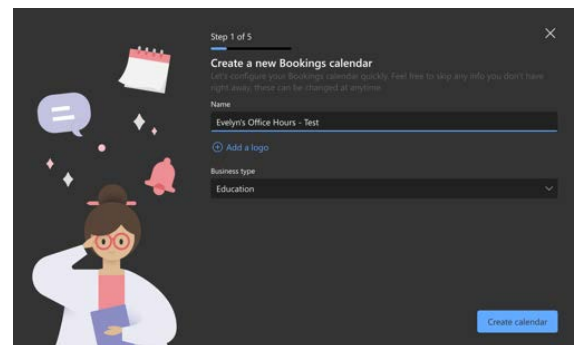 Step 1 of 5
Create a new Bookings calendar
Let's configure your Bookings calendar quickly. Feel free to skip any info you don't have
right away, these can be changed at anytime
Name
Evelyn's Office Hours - Test
Add a logo
Business type
Education
Create calendar